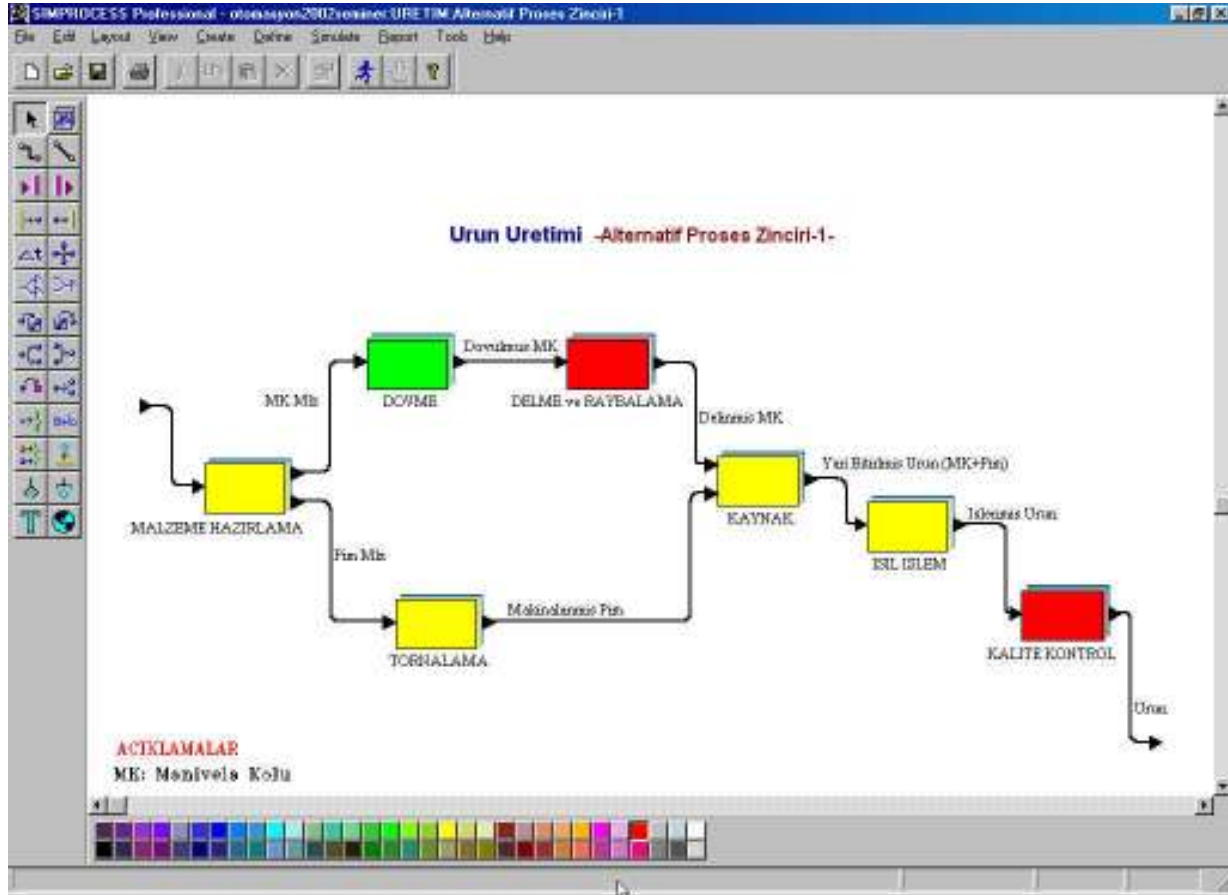 SIMPROCESS Professional - otomasyon2002seminer:URETIM:Alternatif Proses Zinciri-1
File Edit Layout View Create Define Simulate Report Tools Help
Urun Uretimi -Alternatif Proses Zinciri-1-
Dovulmus MK
MK Mlz
DOVME
DELME ve RAYBALAMA
Delinmis MK
Yari Bitulmis Urun (MK+Pim)
MALZEME HAZIRLAMA
KAYNAK
Islenmis Urun
Pim Mlz
ISIL ISLEM
Makinalanmis Pim
TORNALAMA
KALITE KONTROL
Urun
ACIKLAMALAR
MK: Manivela Kolu